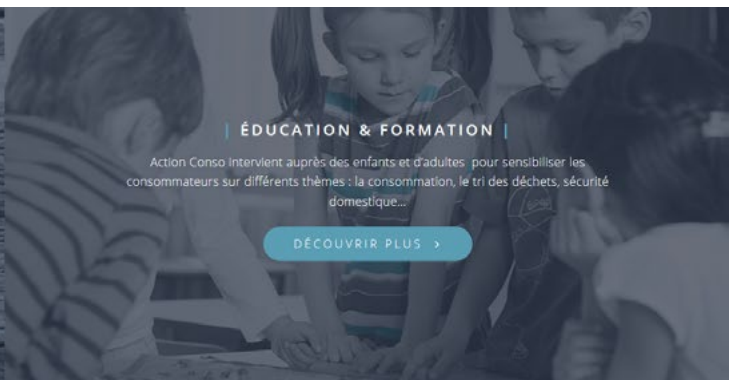 | ÉDUCATION & FORMATION |
Action Conso intervient auprès des enfants et d'adultes pour sensibiliser les
consommateurs sur différents thèmes : la consommation, le tri des déchets, sécurité
domestique...
DÉCOUVRIR PLUS >